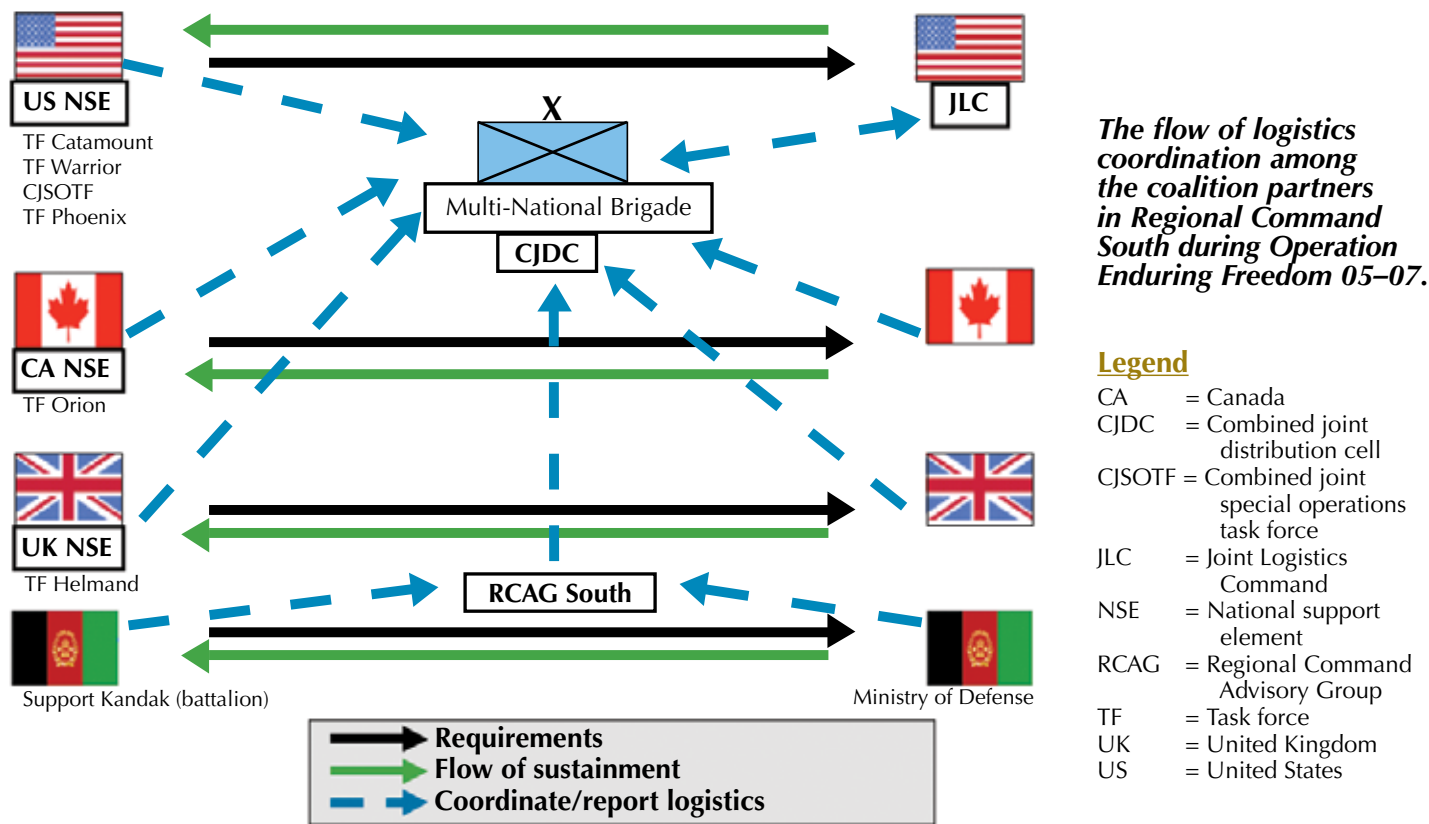 US NSE
TF Catamount
TF Warrior
CJSOTF
TF Phoenix
X
Multi-National Brigade
CJDC
JLC
CA NSE
TF Orion
UK NSE
TF Helmand
RCAG South
Support Kandak (battalion)
Ministry of Defense
Requirements
Flow of sustainment
Coordinate/report logistics
The flow of logistics
coordination among
the coalition partners
in Regional Command
South during Operation
Enduring Freedom 05–07.
Legend
CA = Canada
CJDC = Combined joint
distribution cell
CJSOTF = Combined joint
special operations
task force
JLC = Joint Logistics
Command
NSE = National support
element
RCAG = Regional Command
Advisory Group
TF = Task force
UK = United Kingdom
US = United States